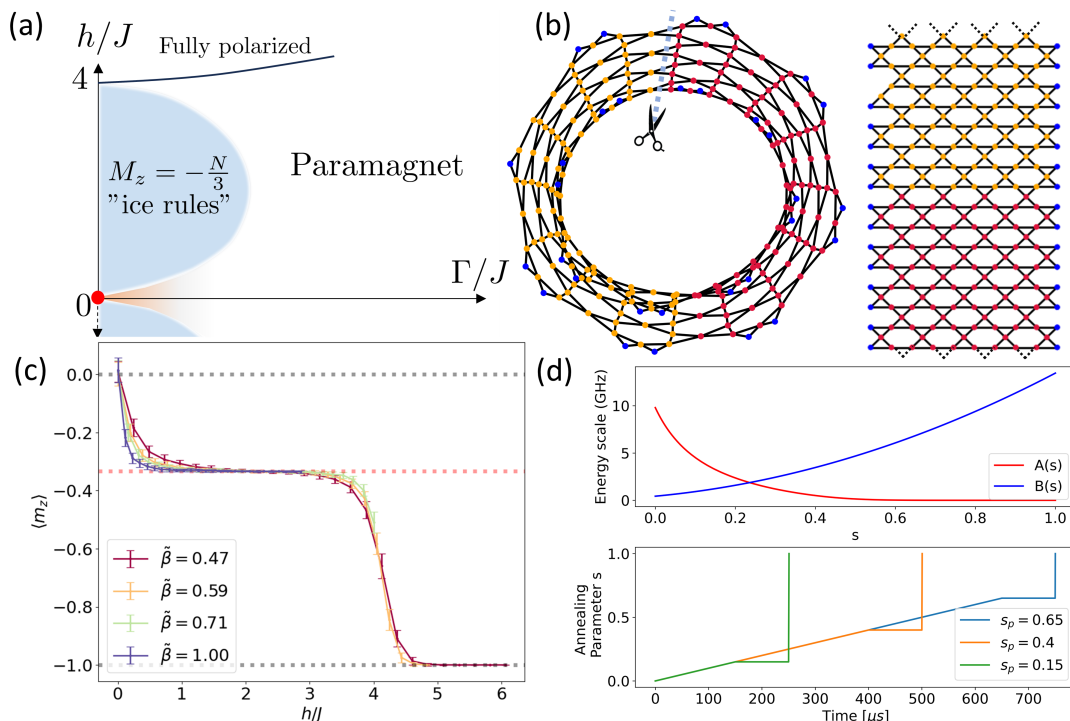 (a)
h/J
Fully polarized
4
M_z = -\frac{N}{3}
"ice rules"
Paramagnet
Γ/J
0
(b)
(c)
⟨m_z⟩
0.0
−0.2
−0.4
−0.6
−0.8
−1.0
β̃ = 0.47
β̃ = 0.59
β̃ = 0.71
β̃ = 1.00
0 1 2 3 4 5 6
h/J
(d)
Energy scale (GHz)
10
5
0
A(s)
B(s)
0.0 0.2 0.4 0.6 0.8 1.0
s
Annealing
Parameter s
1.0
0.5
0.0
s_p = 0.65
s_p = 0.4
s_p = 0.15
0 100 200 300 400 500 600 700
Time [μs]